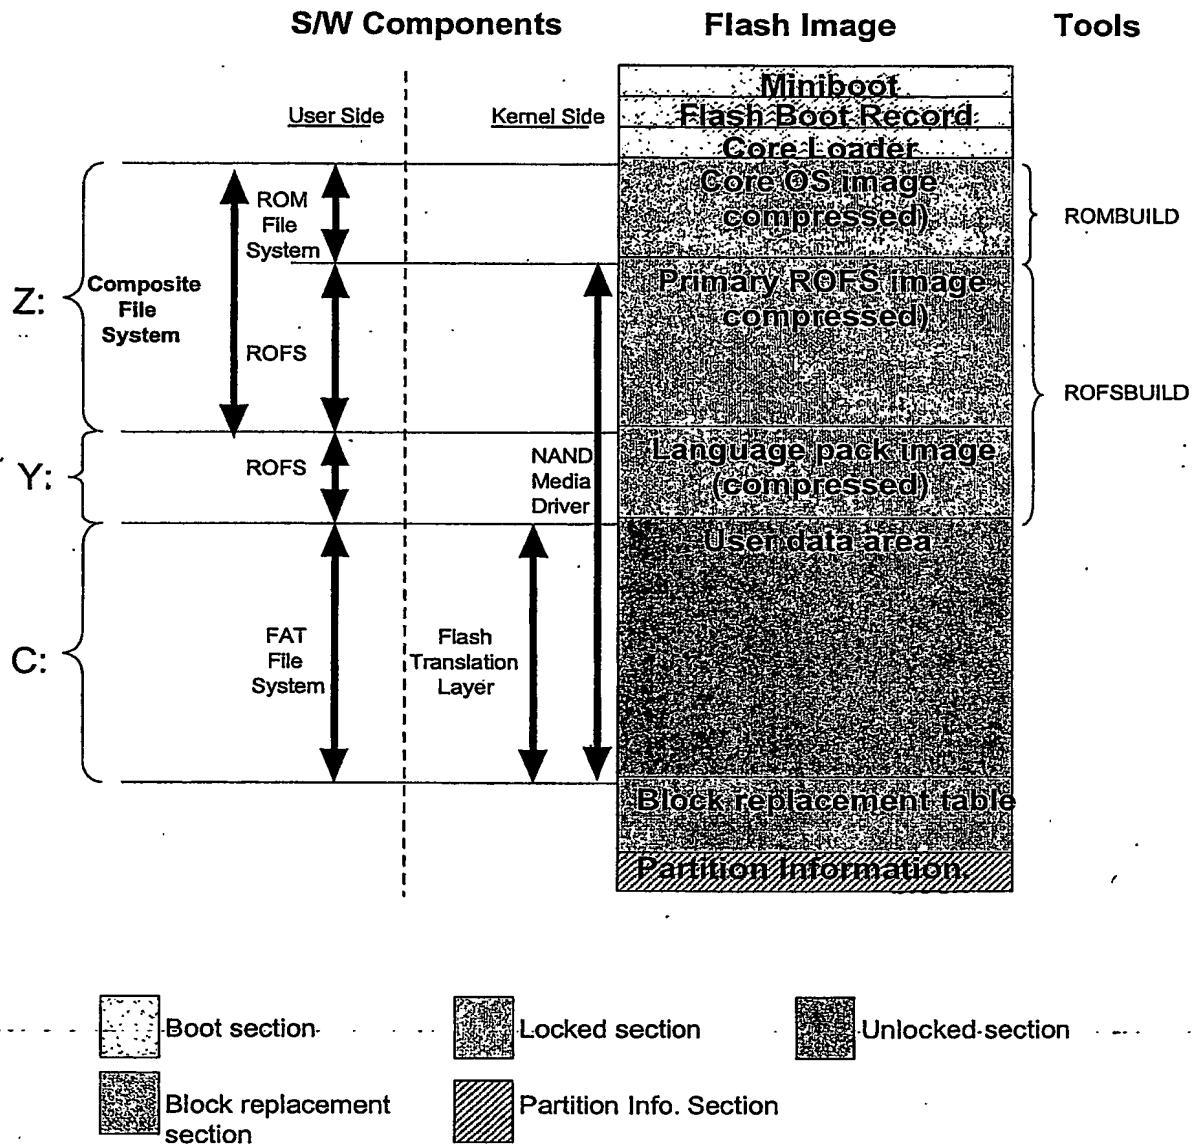 S/W Components
Flash Image
Tools
User Side
Kernel Side
Miniboot
Flash Boot Record
Core Loader
Core OS image
compressed)
ROMBUILD
ROM
File
System
Z:
Composite
File
System
ROFS
Primary ROFS image
compressed)
ROFSBUILD
Y:
ROFS
NAND
Media
Driver
Language pack image
(compressed)
User data area
C:
FAT
File
System
Flash
Translation
Layer
Block replacement table
Partition Information.
Boot section
Locked section
Unlocked section
Block replacement
section
Partition Info. Section